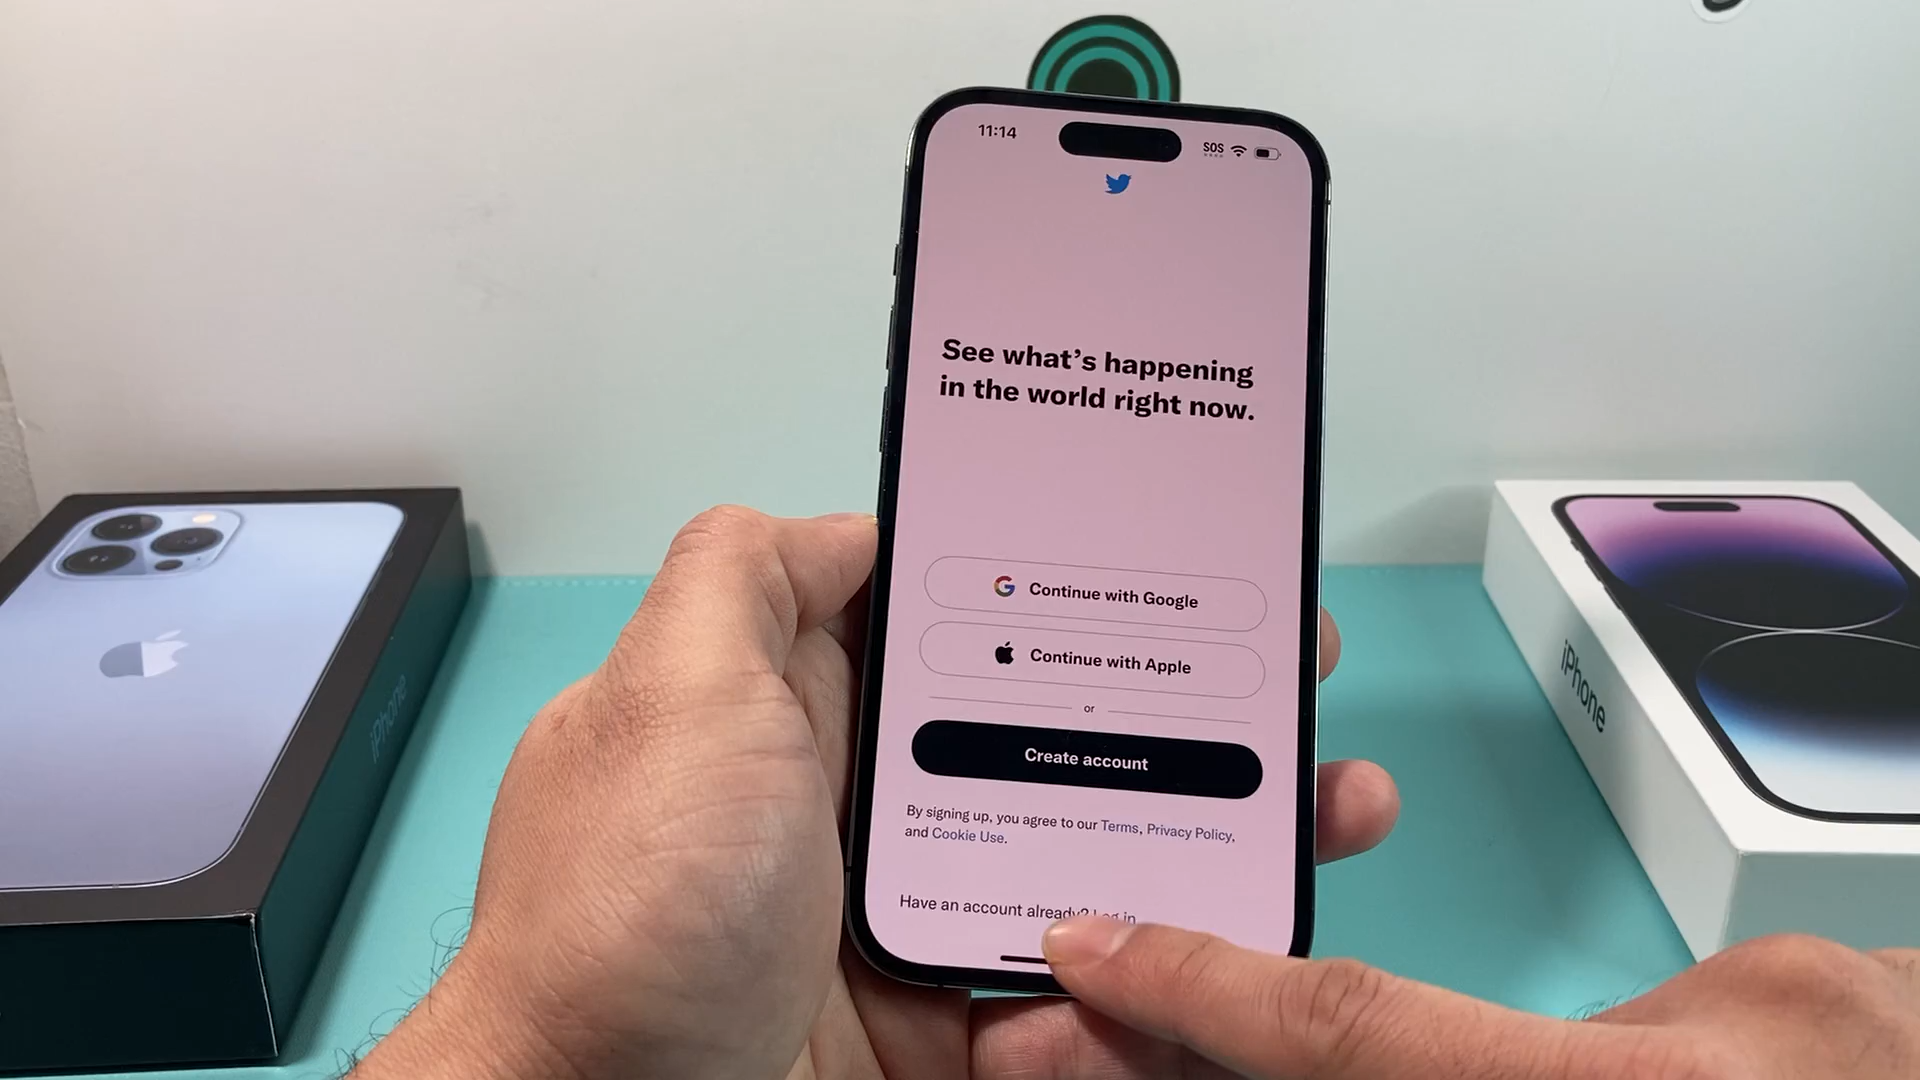 11:14
SOS
See what's happening
in the world right now.
Continue with Google
Continue with Apple
or
Create account
By signing up, you agree to our Terms, Privacy Policy,
and Cookie Use.
Have an account already? Log in
iPhone
iPhone